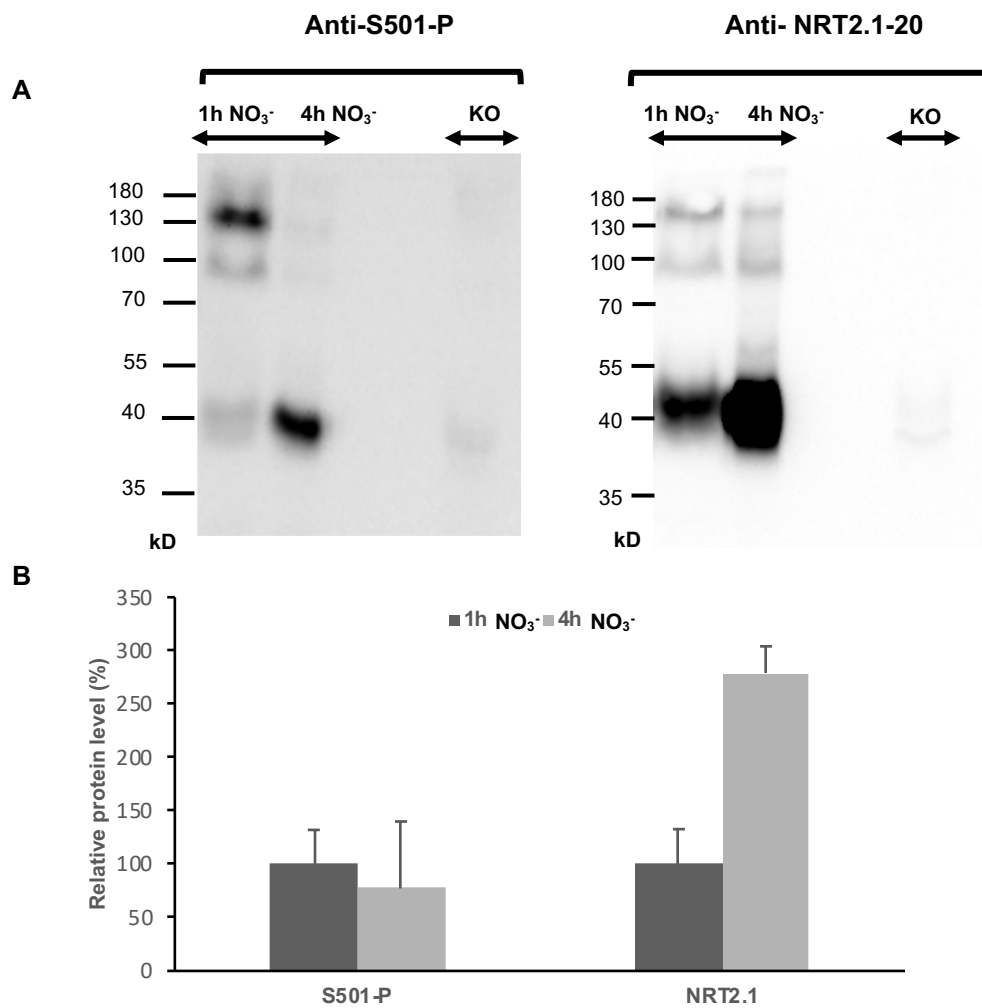 Anti-S501-P
Anti- NRT2.1-20
A
1h NO₃⁻ 4h NO₃⁻ KO
1h NO₃⁻ 4h NO₃⁻ KO
180
130
100
70
55
40
35
kD
180
130
100
70
55
40
35
kD
B
Relative protein level (%)
350
300
250
200
150
100
50
0
1h NO₃⁻ 4h NO₃⁻
S501-P
NRT2.1